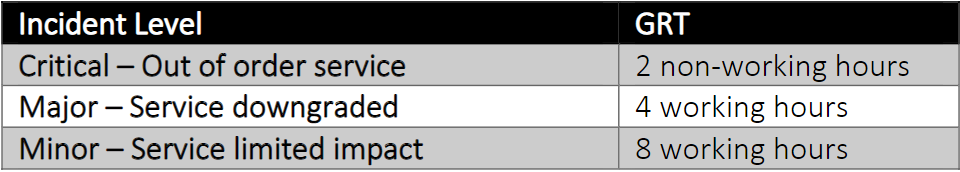 Incident Level GRT
Critical – Out of order service 2 non-working hours
Major – Service downgraded 4 working hours
Minor – Service limited impact 8 working hours